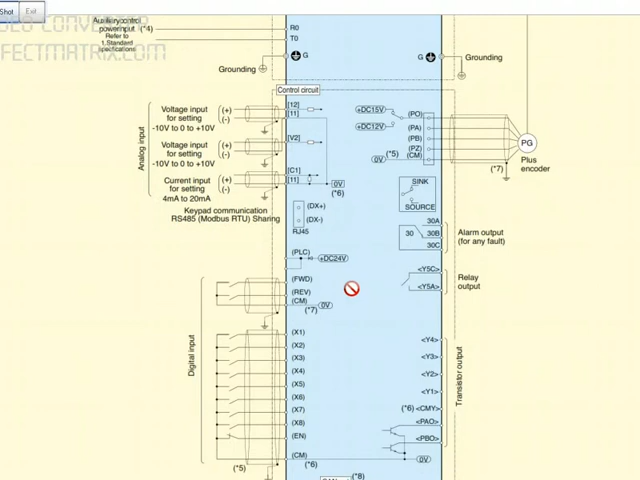 Shot
Exit
Auxiliarycontrol
powerinput (*4)
Refer to
1.Standard
specifications
R0
T0
FECTMATRIX.COM
G
G
Grounding
Grounding
Control circuit
Analog input
Voltage input
for setting
-10V to 0 to +10V
(+)
(-)
[12]
[11]
Voltage input
for setting
-10V to 0 to +10V
(+)
(-)
[V2]
Current input
for setting
4mA to 20mA
(+)
(-)
[C1]
[11]
0V
(*6)
Keypad communication
RS485 (Modbus RTU) Sharing
(DX+)
(DX-)
RJ45
(PLC)
+DC24V
(FWD)
(REV)
(CM)
(*7)
0V
Digital input
(X1)
(X2)
(X3)
(X4)
(X5)
(X6)
(X7)
(X8)
(EN)
(CM)
(*5)
(*6)
(*8)
+DC15V
+DC12V
0V
(*5)
(PO)
(PA)
(PB)
(PZ)
(CM)
PG
(*7)
Plus
encoder
SINK
SOURCE
30
30A
30B
30C
Alarm output
(for any fault)
<Y5C>
<Y5A>
Relay
output
<Y4>
<Y3>
<Y2>
<Y1>
(*6) <CMY>
<PAO>
<PBO>
0V
Transistor output